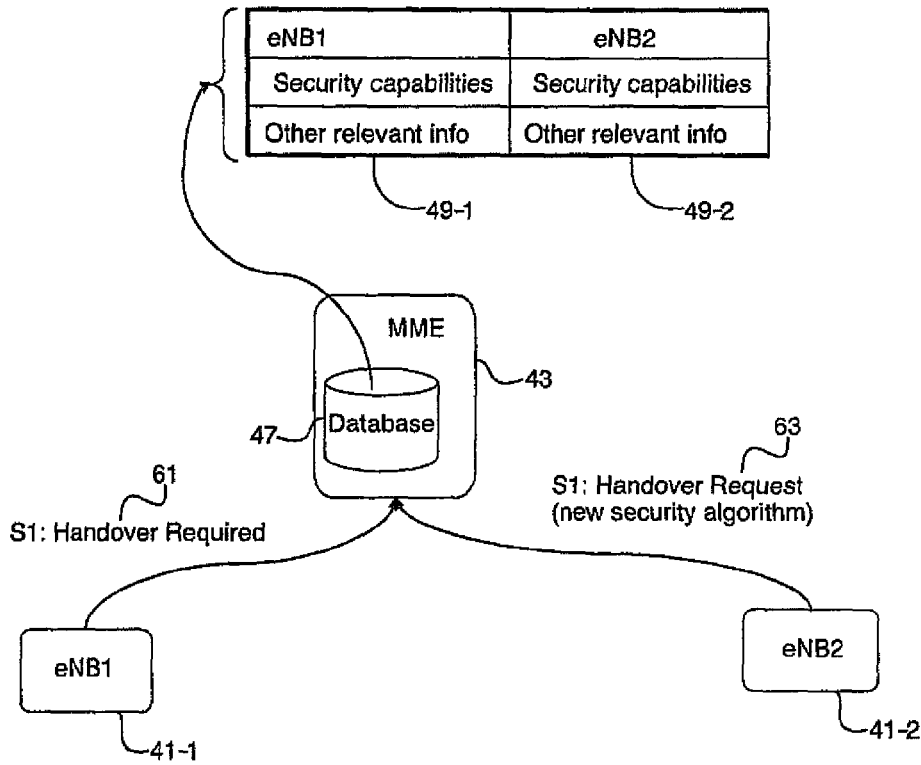 eNB1 eNB2
Security capabilities Security capabilities
Other relevant info Other relevant info
49-1 49-2
MME
43
47 Database
61
S1: Handover Required
63
S1: Handover Request
(new security algorithm)
eNB1
41-1
eNB2
41-2